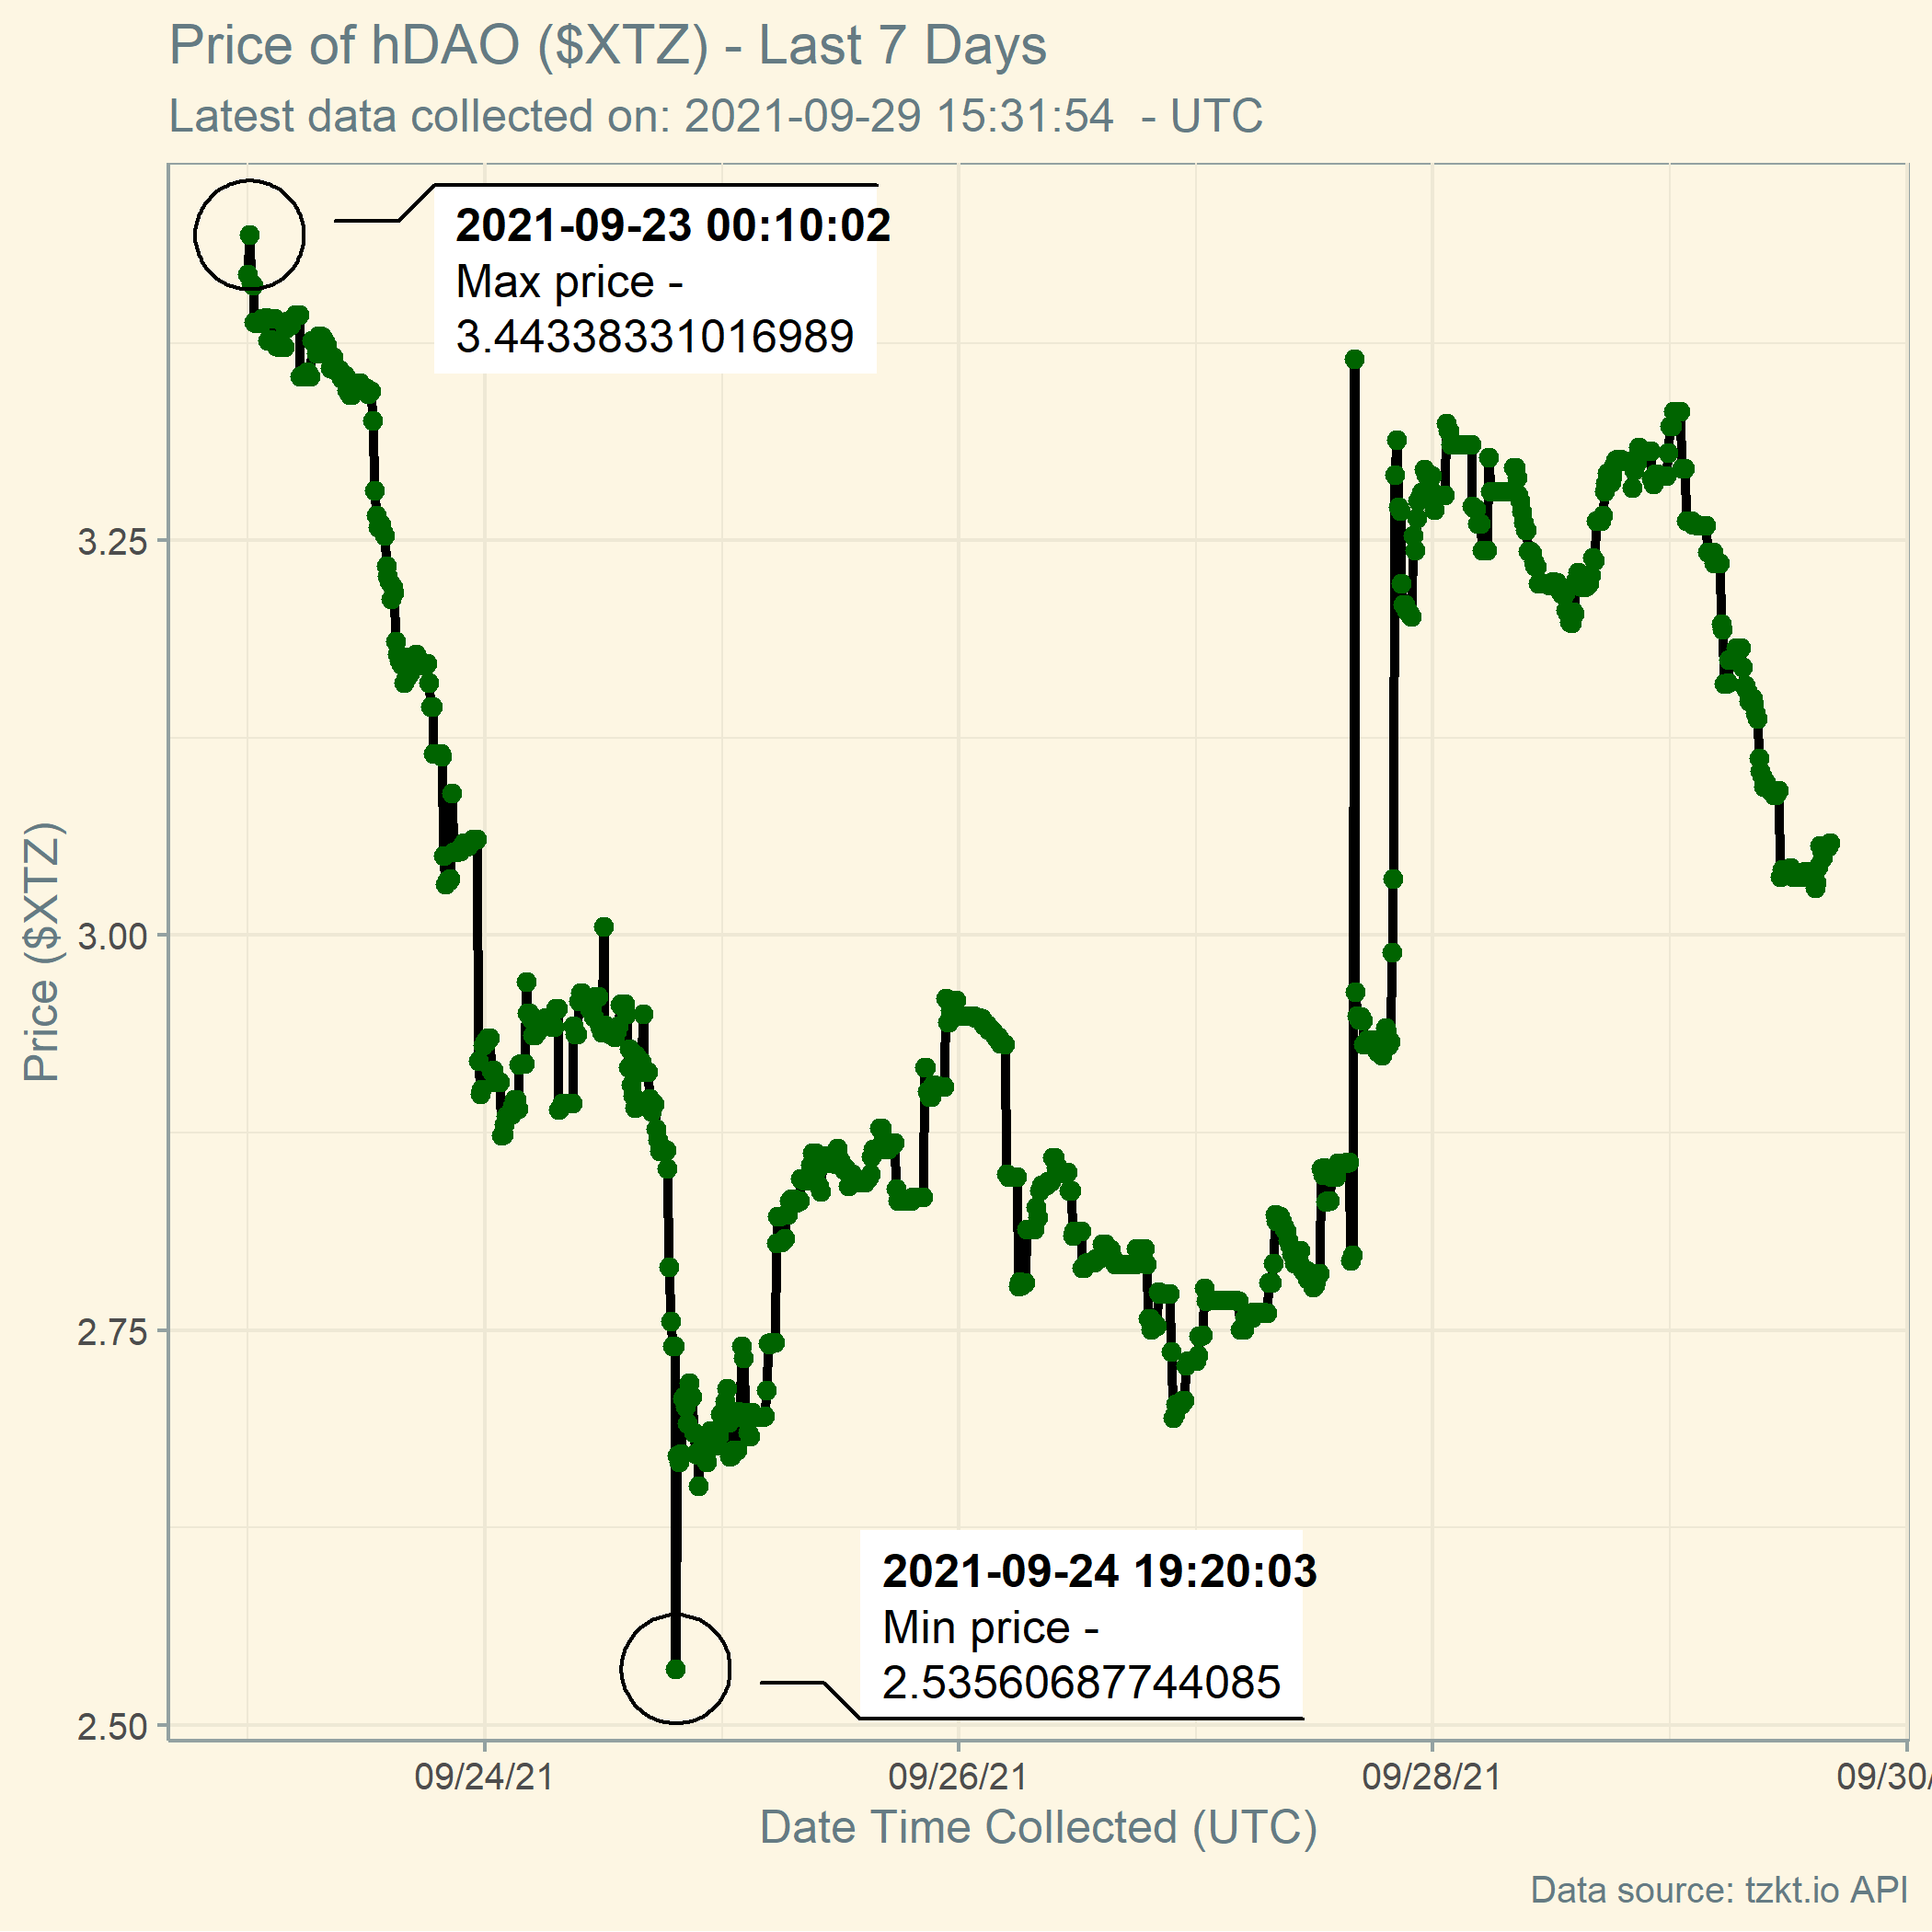 Price of hDAO ($XTZ) - Last 7 Days
Latest data collected on: 2021-09-29 15:31:54  - UTC
2021-09-23 00:10:02
Max price -
3.44338331016989
3.25
3.00
2.75
2.50
Price ($XTZ)
2021-09-24 19:20:03
Min price -
2.53560687744085
09/24/21
09/26/21
09/28/21
09/30/
Date Time Collected (UTC)
Data source: tzkt.io API